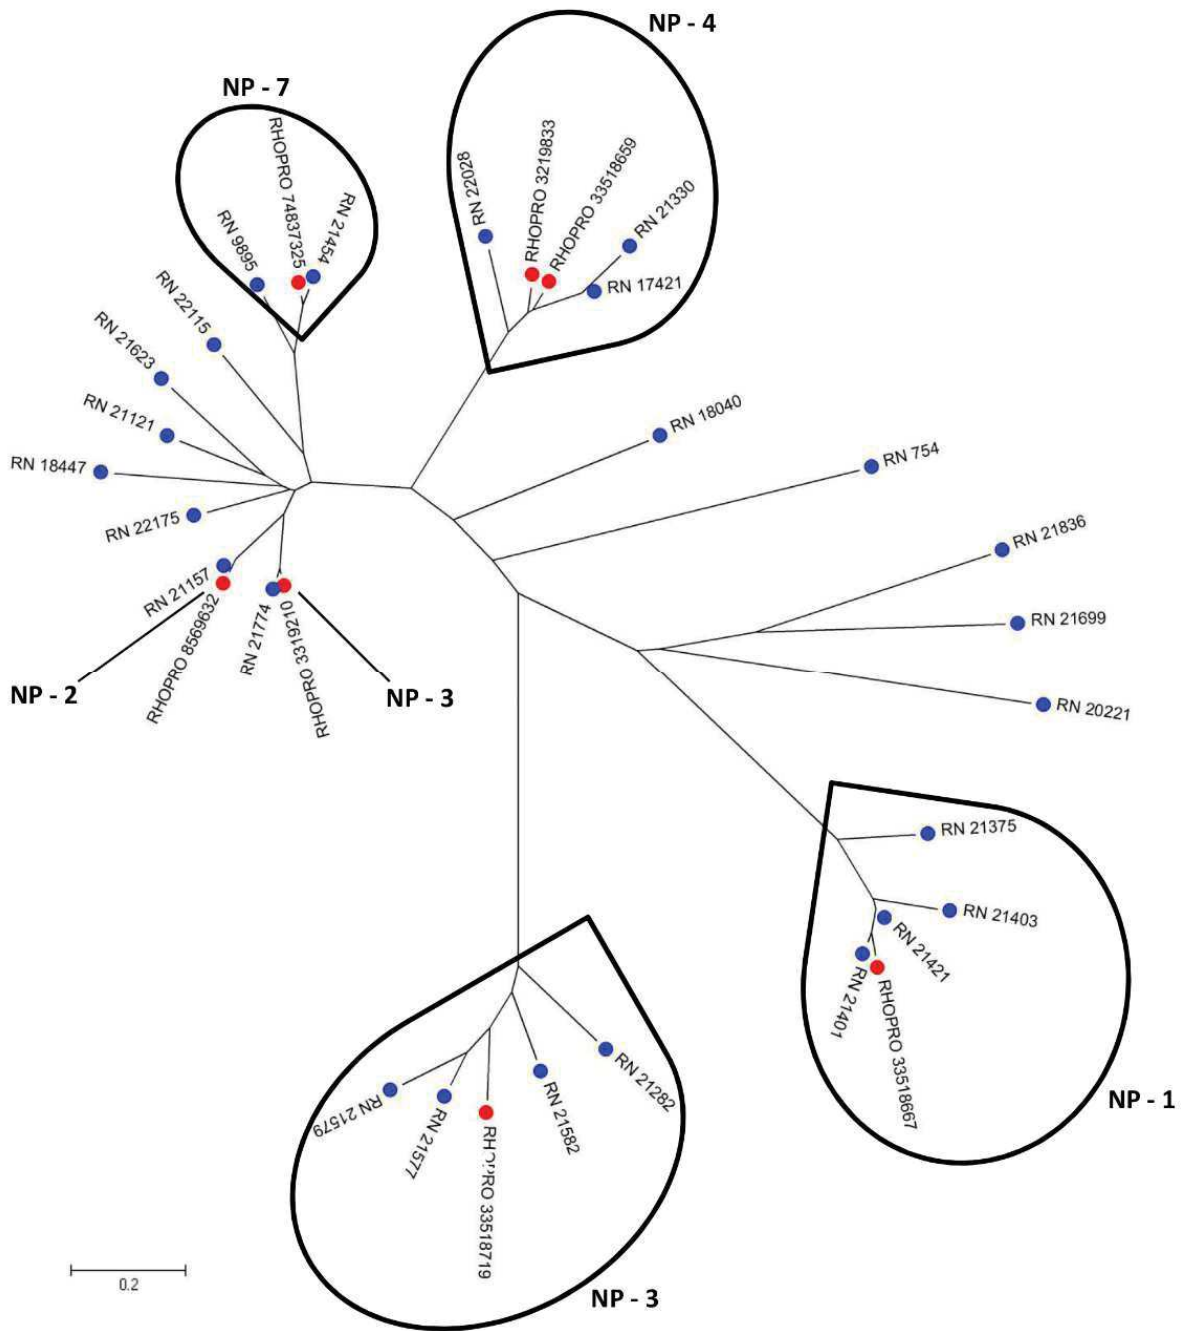 NP - 4
NP - 7
RHOPRO 74837325
RN 9895
RN 21454
RN 22028
RHOPRO 3219833
RHOPRO 33518659
RN 21330
RN 17421
RN 22115
RN 21623
RN 21121
RN 18447
RN 22175
RN 21157
RHOPRO 8569632
RN 21774
RHOPRO 3319210
NP - 2
NP - 3
RN 18040
RN 754
RN 21836
RN 21699
RN 20221
RN 21375
RN 21403
RN 21421
RN 21401
RHOPRO 33518667
NP - 1
RN 21282
RN 21582
RHOPRO 33518719
RN 21577
RN 21579
NP - 3
0.2